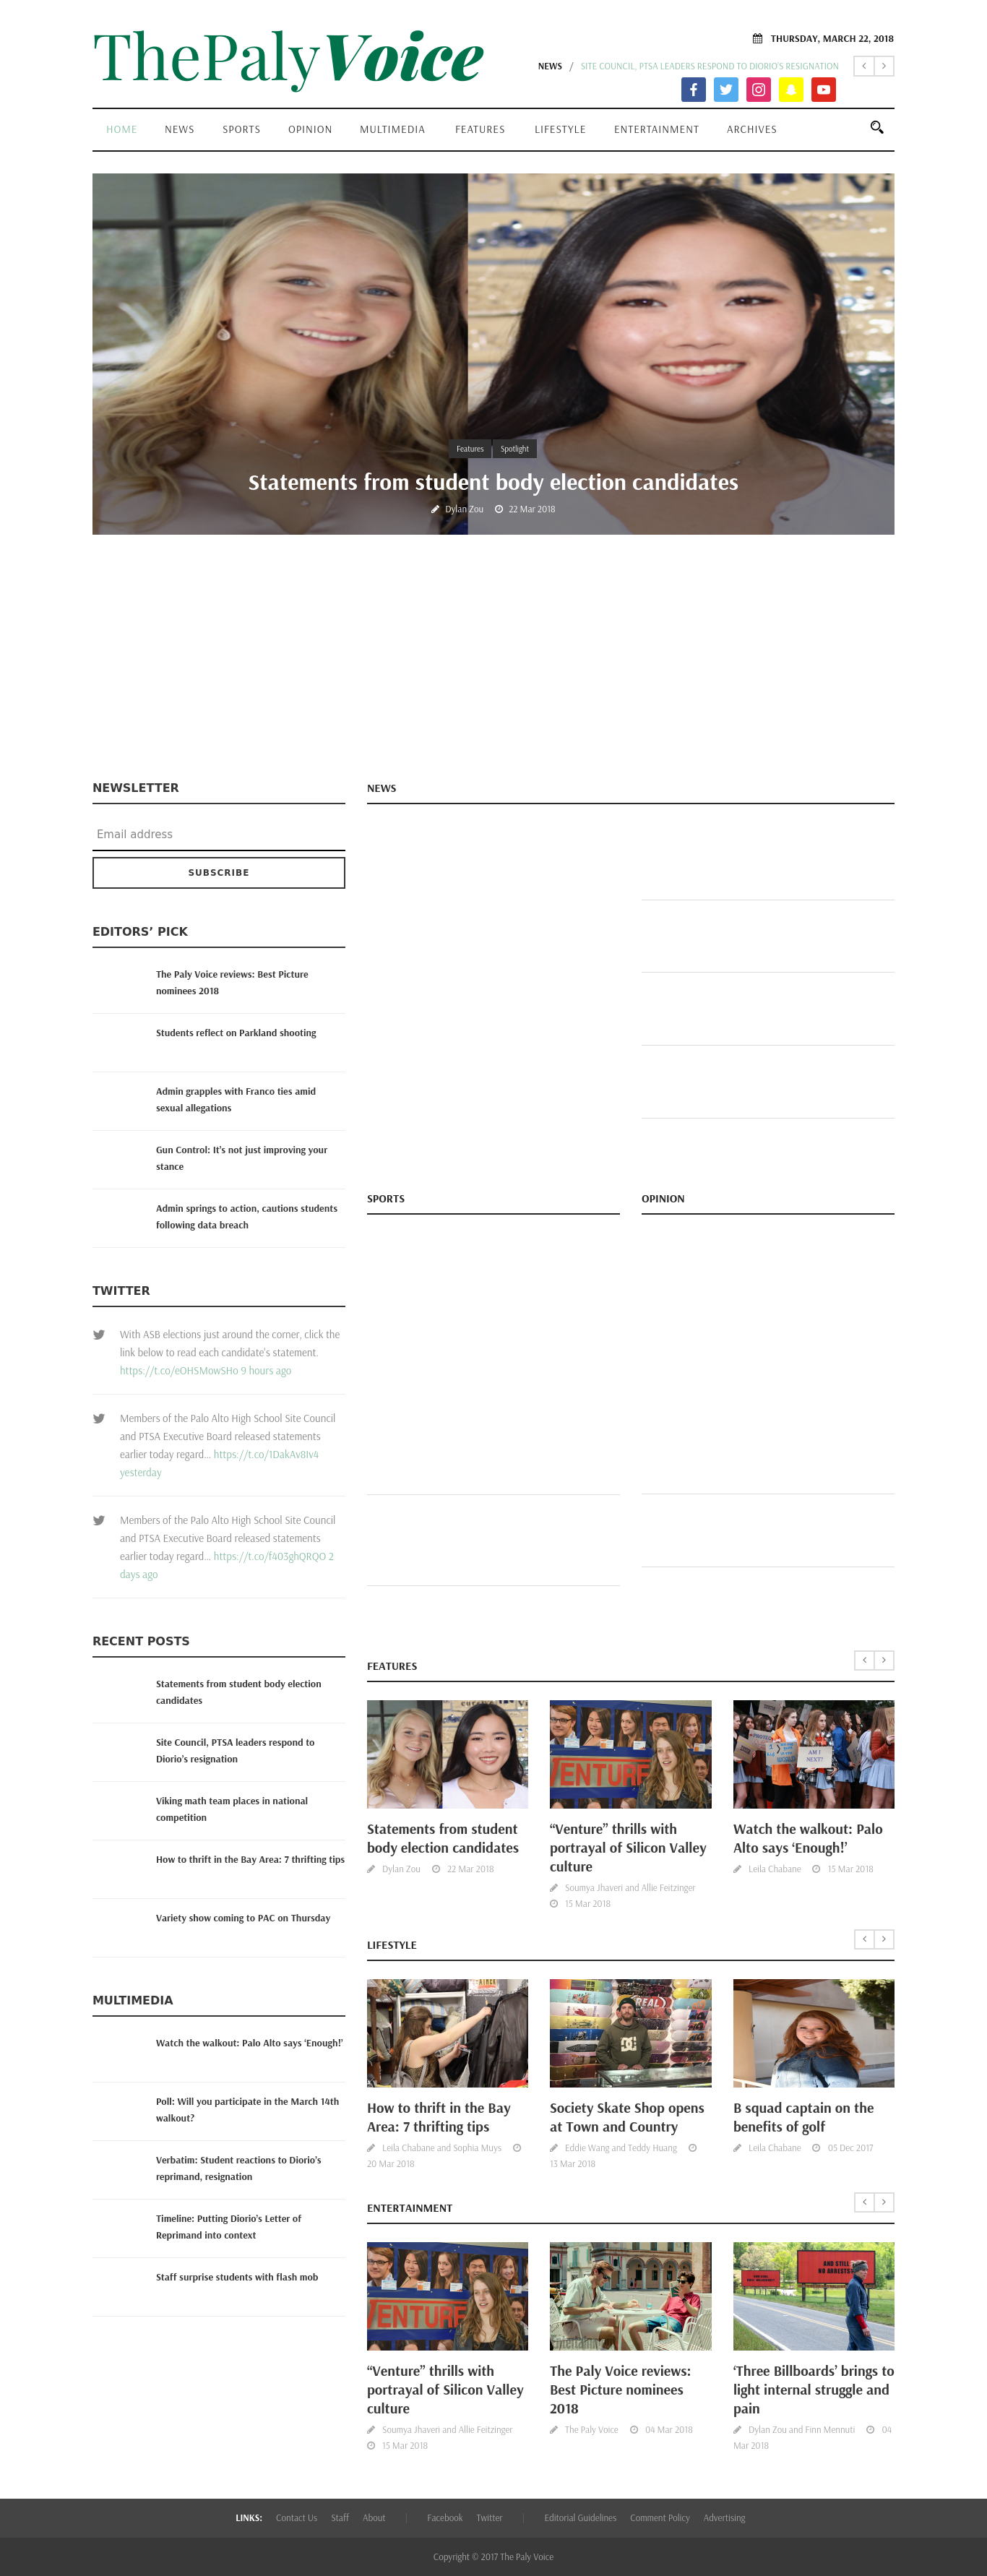 ThePalyVoice
THURSDAY, MARCH 22, 2018
NEWS / SITE COUNCIL, PTSA LEADERS RESPOND TO DIORIO'S RESIGNATION
HOME NEWS SPORTS OPINION MULTIMEDIA FEATURES LIFESTYLE ENTERTAINMENT ARCHIVES
Features Spotlight
Statements from student body election candidates
Dylan Zou 22 Mar 2018
NEWSLETTER
Email address
SUBSCRIBE
EDITORS’ PICK
The Paly Voice reviews: Best Picture
nominees 2018
Students reflect on Parkland shooting
Admin grapples with Franco ties amid
sexual allegations
Gun Control: It’s not just improving your
stance
Admin springs to action, cautions students
following data breach
TWITTER
With ASB elections just around the corner, click the
link below to read each candidate's statement.
https://t.co/eOHSMowSHo 9 hours ago
Members of the Palo Alto High School Site Council
and PTSA Executive Board released statements
earlier today regard… https://t.co/1DakAv8Iv4
yesterday
Members of the Palo Alto High School Site Council
and PTSA Executive Board released statements
earlier today regard… https://t.co/f403ghQRQO 2
days ago
RECENT POSTS
Statements from student body election
candidates
Site Council, PTSA leaders respond to
Diorio’s resignation
Viking math team places in national
competition
How to thrift in the Bay Area: 7 thrifting tips
Variety show coming to PAC on Thursday
MULTIMEDIA
Watch the walkout: Palo Alto says ‘Enough!’
Poll: Will you participate in the March 14th
walkout?
Verbatim: Student reactions to Diorio’s
reprimand, resignation
Timeline: Putting Diorio’s Letter of
Reprimand into context
Staff surprise students with flash mob
NEWS
SPORTS
OPINION
FEATURES
VENTURE
AM I
NEXT?
Statements from student
body election candidates
Dylan Zou 22 Mar 2018
“Venture” thrills with
portrayal of Silicon Valley
culture
Soumya Jhaveri and Allie Feitzinger
15 Mar 2018
Watch the walkout: Palo
Alto says ‘Enough!’
Leila Chabane 15 Mar 2018
LIFESTYLE
REAL
DC
How to thrift in the Bay
Area: 7 thrifting tips
Leila Chabane and Sophia Muys
20 Mar 2018
Society Skate Shop opens
at Town and Country
Eddie Wang and Teddy Huang
13 Mar 2018
B squad captain on the
benefits of golf
Leila Chabane 05 Dec 2017
ENTERTAINMENT
VENTURE
AND STILL
NO ARRESTS?
“Venture” thrills with
portrayal of Silicon Valley
culture
Soumya Jhaveri and Allie Feitzinger
15 Mar 2018
The Paly Voice reviews:
Best Picture nominees
2018
The Paly Voice 04 Mar 2018
‘Three Billboards’ brings to
light internal struggle and
pain
Dylan Zou and Finn Mennuti 04
Mar 2018
LINKS: Contact Us Staff About | Facebook Twitter | Editorial Guidelines Comment Policy Advertising
Copyright © 2017 The Paly Voice